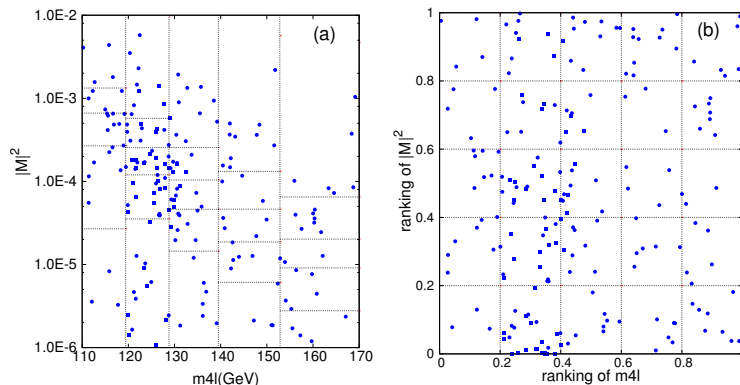 1.0E-2
1.0E-3
1.0E-4
1.0E-5
1.0E-6
|M|²
(a)
110 120 130 140 150 160 170
m4l(GeV)
1
0.8
0.6
0.4
0.2
0
ranking of |M|²
(b)
0 0.2 0.4 0.6 0.8
ranking of m4l